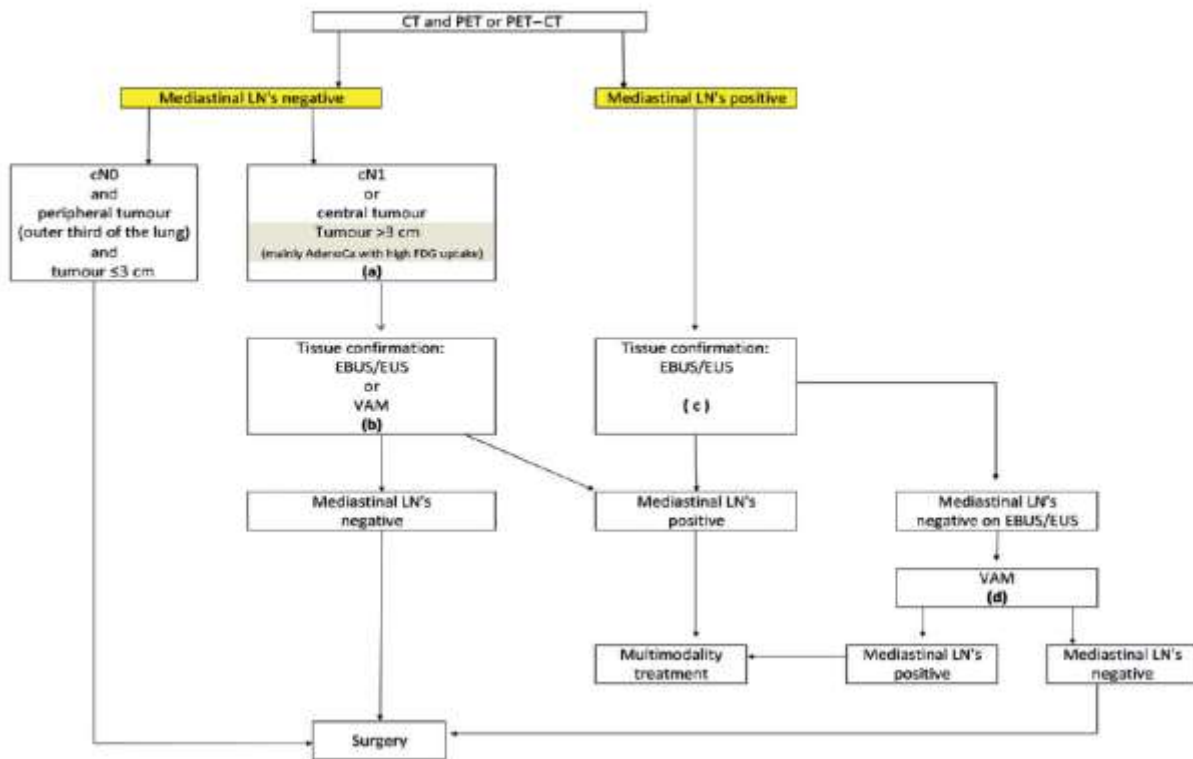 CT and PET or PET–CT
Mediastinal LN's negative
Mediastinal LN's positive
cN0
and
peripheral tumour
(outer third of the lung)
and
tumour ≤3 cm
cN1
or
central tumour
Tumour >3 cm
(mainly AdenoCa with high FDG uptake)
(a)
Tissue confirmation:
EBUS/EUS
or
VAM
(b)
Tissue confirmation:
EBUS/EUS
( c )
Mediastinal LN's
negative
Mediastinal LN's
positive
Mediastinal LN's
negative on EBUS/EUS
VAM
(d)
Multimodality
treatment
Mediastinal LN's
positive
Mediastinal LN's
negative
Surgery